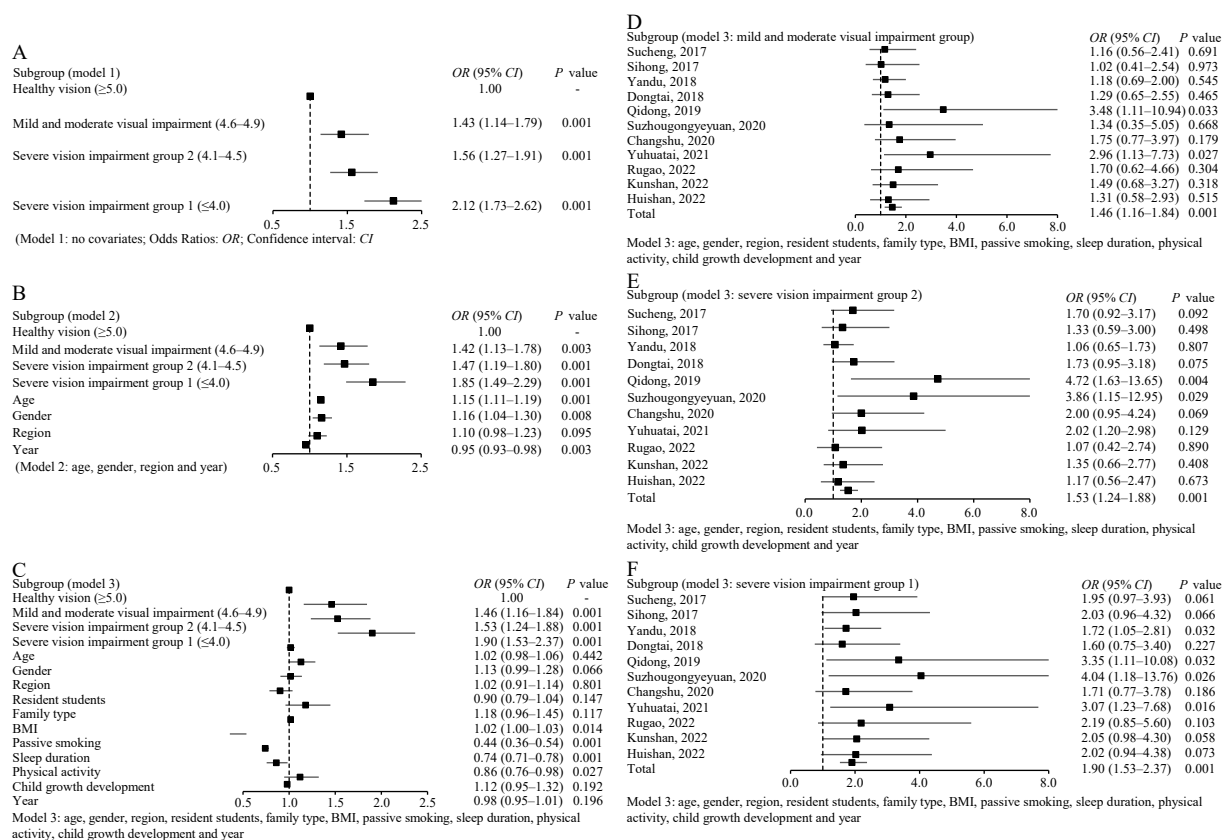 A
Subgroup (model 1) OR (95% CI) P value
Healthy vision (≥5.0) 1.00 -
Mild and moderate visual impairment (4.6–4.9) 1.43 (1.14–1.79) 0.001
Severe vision impairment group 2 (4.1–4.5) 1.56 (1.27–1.91) 0.001
Severe vision impairment group 1 (≤4.0) 2.12 (1.73–2.62) 0.001
0.5 1.0 1.5 2.0 2.5
(Model 1: no covariates; Odds Ratios: OR; Confidence interval: CI
B
Subgroup (model 2) OR (95% CI) P value
Healthy vision (≥5.0) 1.00 -
Mild and moderate visual impairment (4.6–4.9) 1.42 (1.13–1.78) 0.003
Severe vision impairment group 2 (4.1–4.5) 1.47 (1.19–1.80) 0.001
Severe vision impairment group 1 (≤4.0) 1.85 (1.49–2.29) 0.001
Age 1.15 (1.11–1.19) 0.001
Gender 1.16 (1.04–1.30) 0.008
Region 1.10 (0.98–1.23) 0.095
Year 0.95 (0.93–0.98) 0.003
(Model 2: age, gender, region and year)
0.5 1.0 1.5 2.0 2.5
C
Subgroup (model 3) OR (95% CI) P value
Healthy vision (≥5.0) 1.00 -
Mild and moderate visual impairment (4.6–4.9) 1.46 (1.16–1.84) 0.001
Severe vision impairment group 2 (4.1–4.5) 1.53 (1.24–1.88) 0.001
Severe vision impairment group 1 (≤4.0) 1.90 (1.53–2.37) 0.001
Age 1.02 (0.98–1.06) 0.442
Gender 1.13 (0.99–1.28) 0.066
Region 1.02 (0.91–1.14) 0.801
Resident students 0.90 (0.79–1.04) 0.147
Family type 1.18 (0.96–1.45) 0.117
BMI 1.02 (1.00–1.03) 0.014
Passive smoking 0.44 (0.36–0.54) 0.001
Sleep duration 0.74 (0.71–0.78) 0.001
Physical activity 0.86 (0.76–0.98) 0.027
Child growth development 1.12 (0.95–1.32) 0.192
Year 0.98 (0.95–1.01) 0.196
0.5 1.0 1.5 2.0 2.5
Model 3: age, gender, region, resident students, family type, BMI, passive smoking, sleep duration, physical
activity, child growth development and year
D
Subgroup (model 3: mild and moderate visual impairment group) OR (95% CI) P value
Sucheng, 2017 1.16 (0.56–2.41) 0.691
Sihong, 2017 1.02 (0.41–2.54) 0.973
Yandu, 2018 1.18 (0.69–2.00) 0.545
Dongtai, 2018 1.29 (0.65–2.55) 0.465
Qidong, 2019 3.48 (1.11–10.94) 0.033
Suzhougongyeyuan, 2020 1.34 (0.35–5.05) 0.668
Changshu, 2020 1.75 (0.77–3.97) 0.179
Yuhuatai, 2021 2.96 (1.13–7.73) 0.027
Rugao, 2022 1.70 (0.62–4.66) 0.304
Kunshan, 2022 1.49 (0.68–3.27) 0.318
Huishan, 2022 1.31 (0.58–2.93) 0.515
Total 1.46 (1.16–1.84) 0.001
0.0 2.0 4.0 6.0 8.0
Model 3: age, gender, region, resident students, family type, BMI, passive smoking, sleep duration, physical
activity, child growth development and year
E
Subgroup (model 3: severe vision impairment group 2) OR (95% CI) P value
Sucheng, 2017 1.70 (0.92–3.17) 0.092
Sihong, 2017 1.33 (0.59–3.00) 0.498
Yandu, 2018 1.06 (0.65–1.73) 0.807
Dongtai, 2018 1.73 (0.95–3.18) 0.075
Qidong, 2019 4.72 (1.63–13.65) 0.004
Suzhougongyeyuan, 2020 3.86 (1.15–12.95) 0.029
Changshu, 2020 2.00 (0.95–4.24) 0.069
Yuhuatai, 2021 2.02 (1.20–2.98) 0.129
Rugao, 2022 1.07 (0.42–2.74) 0.890
Kunshan, 2022 1.35 (0.66–2.77) 0.408
Huishan, 2022 1.17 (0.56–2.47) 0.673
Total 1.53 (1.24–1.88) 0.001
0.0 2.0 4.0 6.0 8.0
Model 3: age, gender, region, resident students, family type, BMI, passive smoking, sleep duration, physical
activity, child growth development and year
F
Subgroup (model 3: severe vision impairment group 1) OR (95% CI) P value
Sucheng, 2017 1.95 (0.97–3.93) 0.061
Sihong, 2017 2.03 (0.96–4.32) 0.066
Yandu, 2018 1.72 (1.05–2.81) 0.032
Dongtai, 2018 1.60 (0.75–3.40) 0.227
Qidong, 2019 3.35 (1.11–10.08) 0.032
Suzhougongyeyuan, 2020 4.04 (1.18–13.76) 0.026
Changshu, 2020 1.71 (0.77–3.78) 0.186
Yuhuatai, 2021 3.07 (1.23–7.68) 0.016
Rugao, 2022 2.19 (0.85–5.60) 0.103
Kunshan, 2022 2.05 (0.98–4.30) 0.058
Huishan, 2022 2.02 (0.94–4.38) 0.073
Total 1.90 (1.53–2.37) 0.001
0.0 2.0 4.0 6.0 8.0
Model 3: age, gender, region, resident students, family type, BMI, passive smoking, sleep duration, physical
activity, child growth development and year